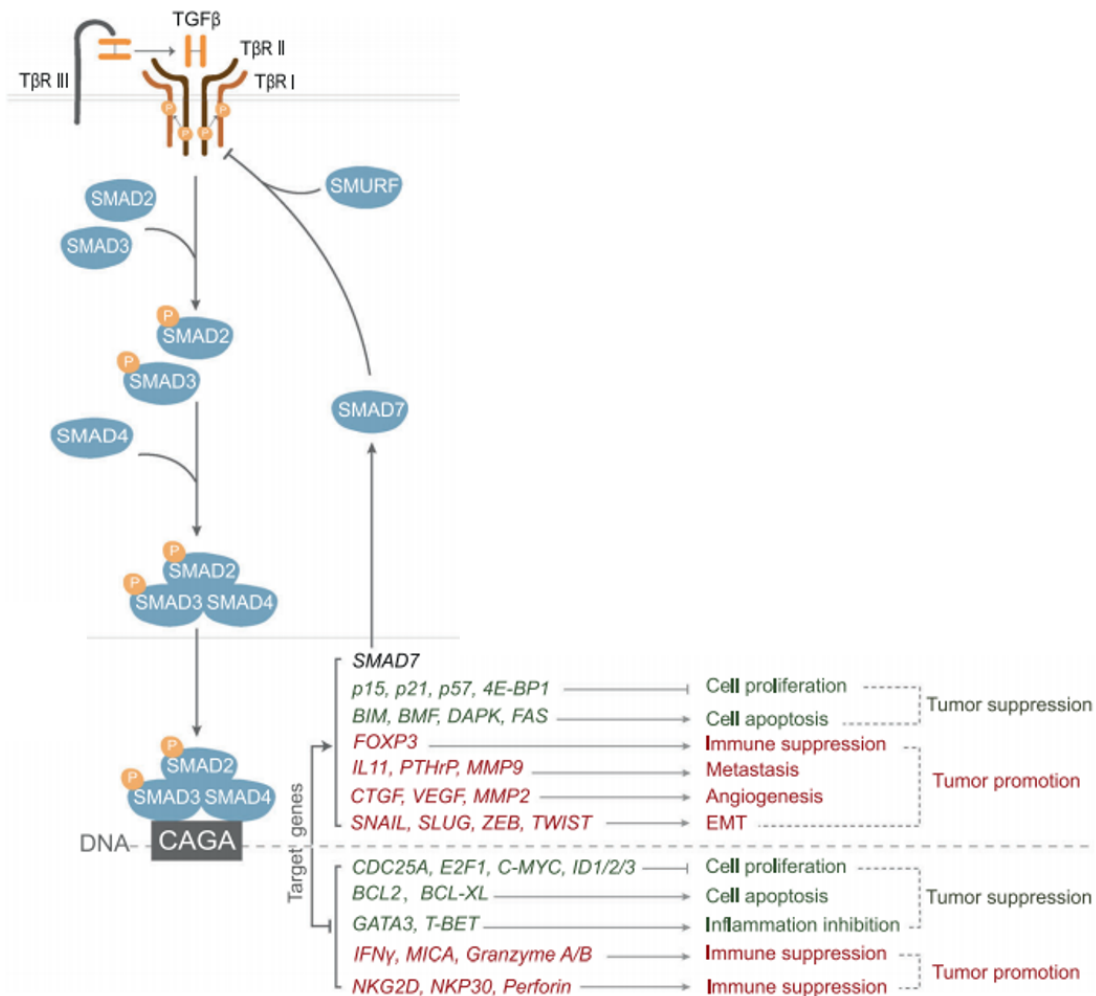 TGFβ
TβR II
TβR III
TβR I
P
P
P
P
SMURF
SMAD2
SMAD3
P
SMAD2
P
SMAD3
SMAD7
SMAD4
P
SMAD2
P
SMAD3 SMAD4
SMAD7
p15, p21, p57, 4E-BP1 Cell proliferation
Tumor suppression
BIM, BMF, DAPK, FAS Cell apoptosis
FOXP3 Immune suppression
IL11, PTHrP, MMP9 Metastasis
Tumor promotion
CTGF, VEGF, MMP2 Angiogenesis
SNAIL, SLUG, ZEB, TWIST EMT
P
SMAD2
P
SMAD3 SMAD4
DNA CAGA
Target genes
CDC25A, E2F1, C-MYC, ID1/2/3 Cell proliferation
BCL2, BCL-XL Cell apoptosis
Tumor suppression
GATA3, T-BET Inflammation inhibition
IFNγ, MICA, Granzyme A/B Immune suppression
Tumor promotion
NKG2D, NKP30, Perforin Immune suppression